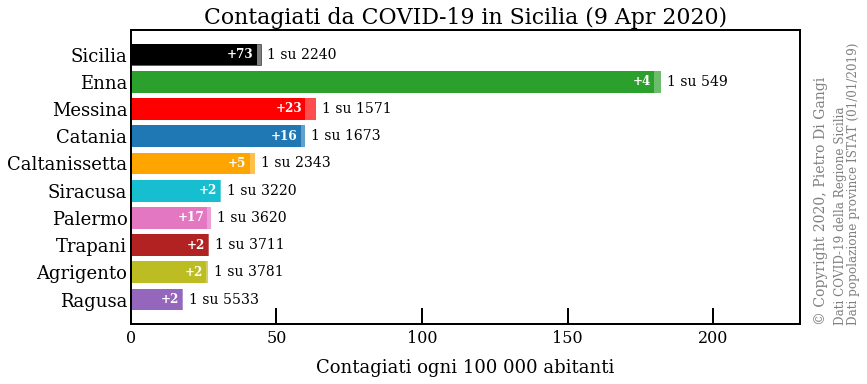 Contagiati da COVID-19 in Sicilia (9 Apr 2020)
Sicilia +73 1 su 2240
Enna +4 1 su 549
Messina +23 1 su 1571
Catania +16 1 su 1673
Caltanissetta +5 1 su 2343
Siracusa +2 1 su 3220
Palermo +17 1 su 3620
Trapani +2 1 su 3711
Agrigento +2 1 su 3781
Ragusa +2 1 su 5533
0 50 100 150 200
Contagiati ogni 100 000 abitanti
© Copyright 2020, Pietro Di Gangi
Dati COVID-19 della Regione Sicilia
Dati popolazione province ISTAT (01/01/2019)